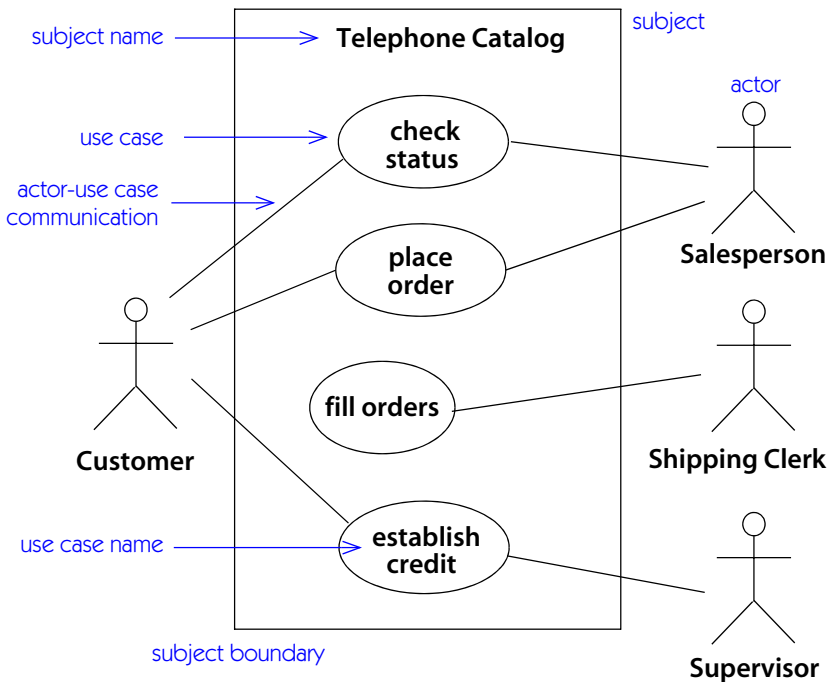 subject name
Telephone Catalog
subject
actor
use case
check
status
actor-use case
communication
place
order
Salesperson
fill orders
Customer
Shipping Clerk
use case name
establish
credit
subject boundary
Supervisor